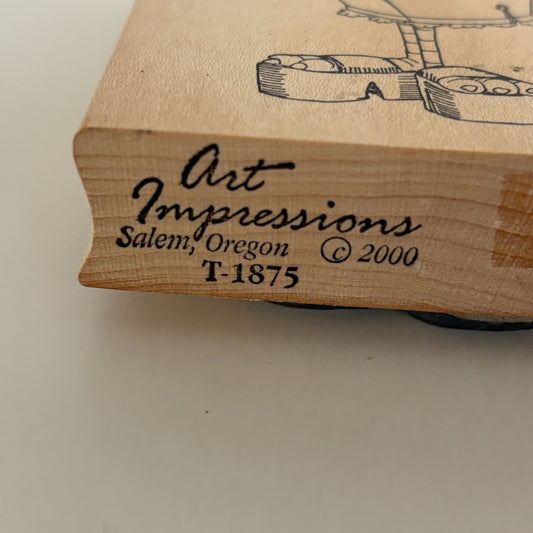 Art
Impressions
Salem, Oregon © 2000
T-1875